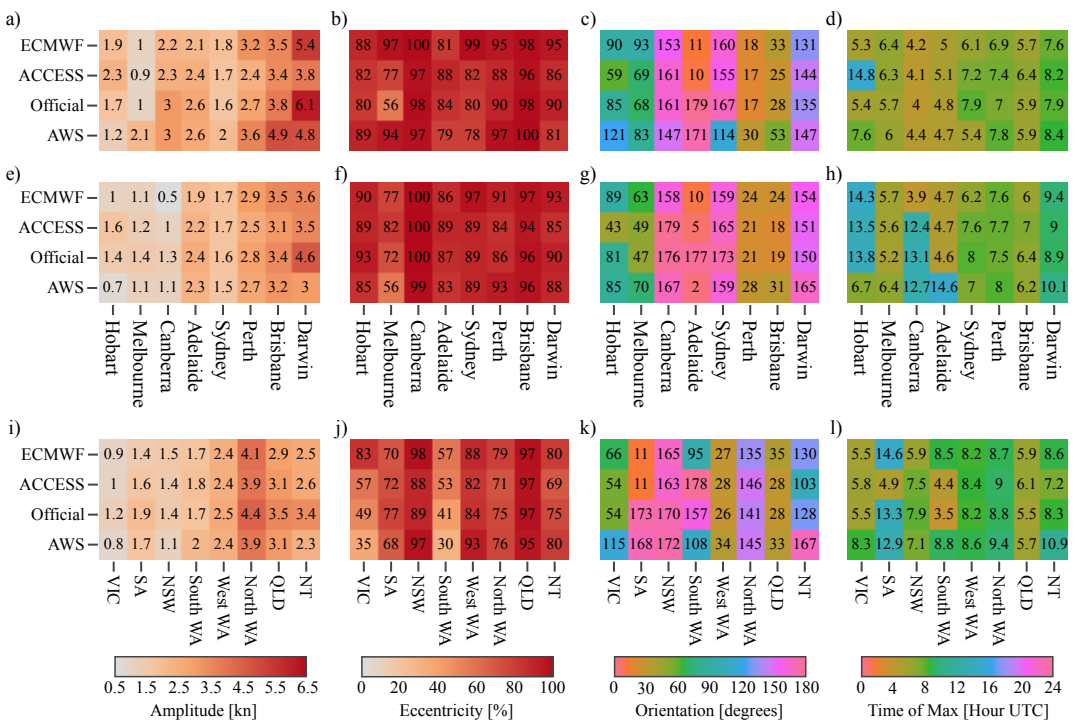 a) b) c) d)
ECMWF 1.9 1 2.2 2.1 1.8 3.2 3.5 5.4 88 97 100 81 99 95 98 95 90 93 153 11 160 18 33 131 5.3 6.4 4.2 5 6.1 6.9 5.7 7.6
ACCESS 2.3 0.9 2.3 2.4 1.7 2.4 3.4 3.8 82 77 97 88 82 88 96 86 59 69 161 10 155 17 25 144 14.8 6.3 4.1 5.1 7.2 7.4 6.4 8.2
Official 1.7 1 3 2.6 1.6 2.7 3.8 6.1 80 56 98 84 80 90 98 90 85 68 161 179 167 17 28 135 5.4 5.7 4 4.8 7.9 7 5.9 7.9
AWS 1.2 2.1 3 2.6 2 3.6 4.9 4.8 89 94 97 79 78 97 100 81 121 83 147 171 114 30 53 147 7.6 6 4.4 4.7 5.4 7.8 5.9 8.4
e) f) g) h)
ECMWF 1 1.1 0.5 1.9 1.7 2.9 3.5 3.6 90 77 100 86 97 91 97 93 89 63 158 10 159 24 24 154 14.3 5.7 3.9 4.7 6.2 7.6 6 9.4
ACCESS 1.6 1.2 1 2.2 1.7 2.5 3.1 3.5 89 82 100 89 89 84 94 85 43 49 179 5 165 21 18 151 13.5 5.6 12.4 4.8 7.6 7.7 7 9
Official 1.4 1.4 1.3 2.4 1.6 2.8 3.4 4.6 93 72 100 87 89 86 96 90 81 47 176 177 173 21 19 150 13.8 5.2 13.1 4.6 8 7.5 6.4 8.9
AWS 0.7 1.1 1.1 2.3 1.5 2.7 3.2 3 85 56 99 83 89 93 96 88 85 70 167 2 159 28 31 165 6.7 6.4 12.7 14.6 7 8 6.2 10.1
Hobart Melbourne Canberra Adelaide Sydney Perth Brisbane Darwin Hobart Melbourne Canberra Adelaide Sydney Perth Brisbane Darwin Hobart Melbourne Canberra Adelaide Sydney Perth Brisbane Darwin Hobart Melbourne Canberra Adelaide Sydney Perth Brisbane Darwin
i) j) k) l)
ECMWF 0.9 1.4 1.5 1.7 2.4 4.1 2.9 2.5 83 70 98 57 88 79 97 80 66 11 165 95 27 135 35 130 5.5 14.6 5.9 8.5 8.2 8.7 5.9 8.6
ACCESS 1 1.6 1.4 1.8 2.4 3.9 3.1 2.6 57 72 88 53 82 71 97 69 54 11 163 178 28 146 28 103 5.8 4.9 7.5 4.4 8.4 9 6.1 7.2
Official 1.2 1.9 1.4 1.7 2.5 4.4 3.5 3.4 49 77 89 41 84 75 97 75 54 173 170 157 26 141 28 128 5.5 13.3 7.9 3.5 8.2 8.8 5.5 8.3
AWS 0.8 1.7 1.1 2 2.4 3.9 3.1 2.3 35 68 97 30 93 76 95 80 115 168 172 108 34 145 33 167 8.3 12.9 7.1 8.8 8.6 9.4 5.7 10.9
VIC SA NSW South WA West WA North WA QLD NT VIC SA NSW South WA West WA North WA QLD NT VIC SA NSW South WA West WA North WA QLD NT VIC SA NSW South WA West WA North WA QLD NT
0.5 1.5 2.5 3.5 4.5 5.5 6.5 0 20 40 60 80 100 0 30 60 90 120 150 180 0 4 8 12 16 20 24
Amplitude [kn] Eccentricity [%] Orientation [degrees] Time of Max [Hour UTC]